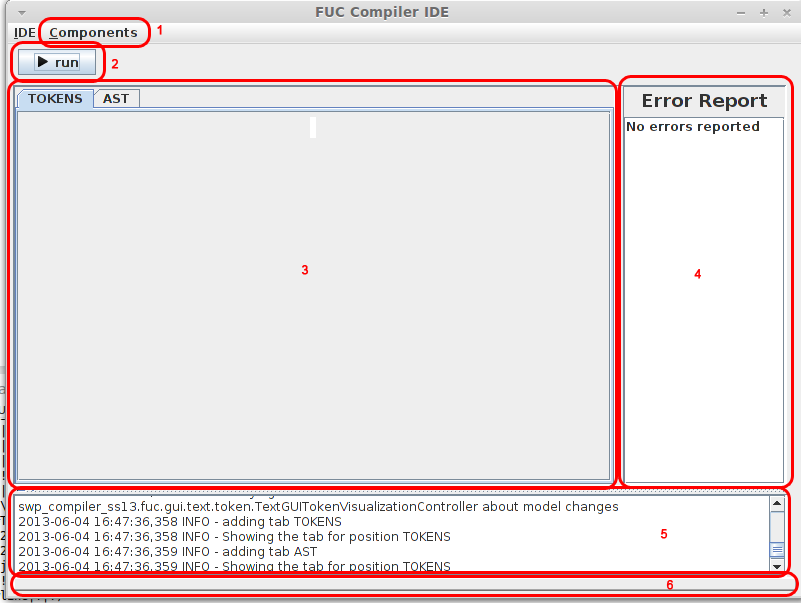 FUC Compiler IDE
IDE Components 1
run 2
TOKENS AST
Error Report
No errors reported
3
4
swp_compiler_ss13.fuc.gui.text.token.TextGUITokenVisualizationController about model changes
2013-06-04 16:47:36,358 INFO - adding tab TOKENS
2013-06-04 16:47:36,358 INFO - Showing the tab for position TOKENS
2013-06-04 16:47:36,359 INFO - adding tab AST
2013-06-04 16:47:36,359 INFO - Showing the tab for position TOKENS
5
6